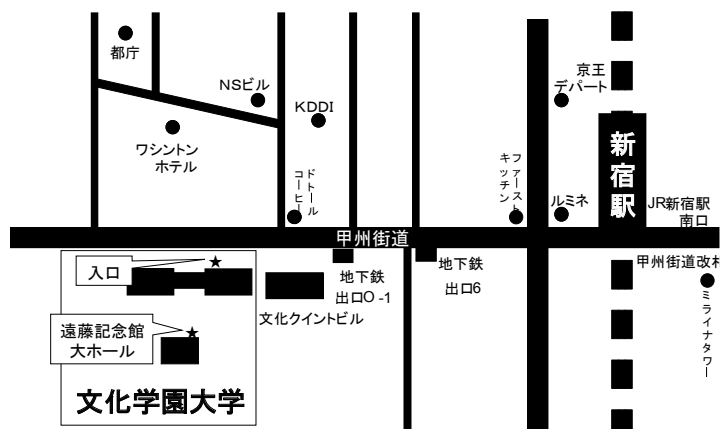 都庁
NSビル
KDDI
ワシントン
ホテル
ドトール
コーヒー
ファースト
キッチン
京王
デパート
ルミネ
新宿駅
JR新宿駅
南口
甲州街道
甲州街道改札
ミライナタワー
入口
地下鉄
出口O-1
地下鉄
出口6
文化クイントビル
遠藤記念館
大ホール
文化学園大学